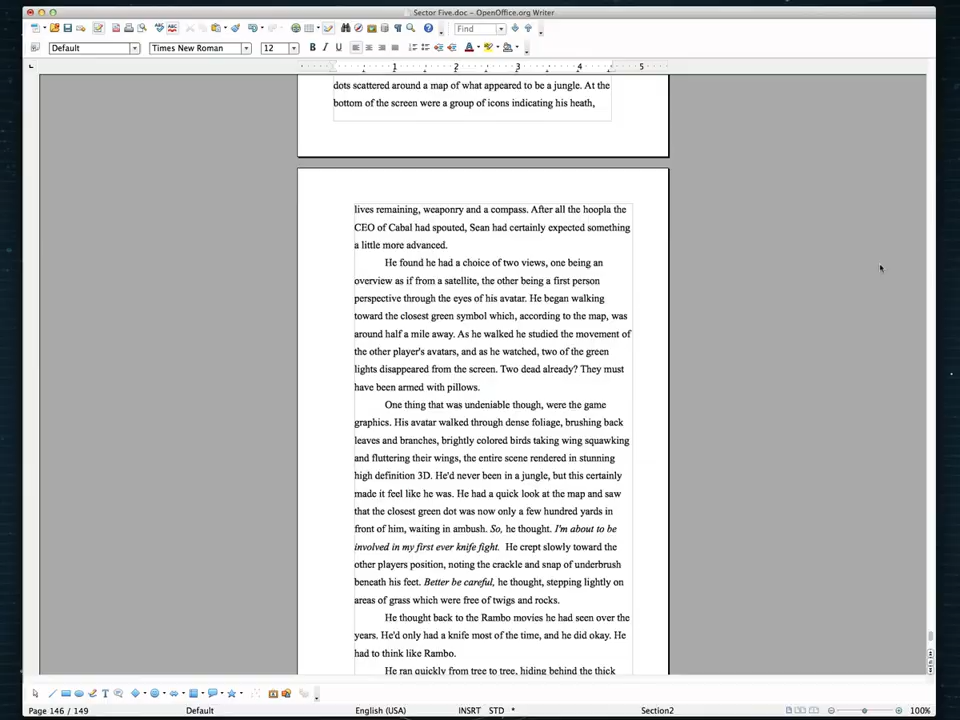 Sector Five.doc - OpenOffice.org Writer
Find
Default
Times New Roman
12
B I U
1 2 3 4 5
dots scattered around a map of what appeared to be a jungle. At the
bottom of the screen were a group of icons indicating his heath,
lives remaining, weaponry and a compass. After all the hoopla the
CEO of Cabal had spouted, Sean had certainly expected something
a little more advanced.
He found he had a choice of two views, one being an
overview as if from a satellite, the other being a first person
perspective through the eyes of his avatar. He began walking
toward the closest green symbol which, according to the map, was
around half a mile away. As he walked he studied the movement of
the other player's avatars, and as he watched, two of the green
lights disappeared from the screen. Two dead already? They must
have been armed with pillows.
One thing that was undeniable though, were the game
graphics. His avatar walked through dense foliage, brushing back
leaves and branches, brightly colored birds taking wing squawking
and fluttering their wings, the entire scene rendered in stunning
high definition 3D. He'd never been in a jungle, but this certainly
made it feel like he was. He had a quick look at the map and saw
that the closest green dot was now only a few hundred yards in
front of him, waiting in ambush. So, he thought. I'm about to be
involved in my first ever knife fight. He crept slowly toward the
other players position, noting the crackle and snap of underbrush
beneath his feet. Better be careful, he thought, stepping lightly on
areas of grass which were free of twigs and rocks.
He thought back to the Rambo movies he had seen over the
years. He'd only had a knife most of the time, and he did okay. He
had to think like Rambo.
He ran quickly from tree to tree, hiding behind the thick
Page 146 / 149
Default
English (USA)
INSRT
STD
*
Section2
100%